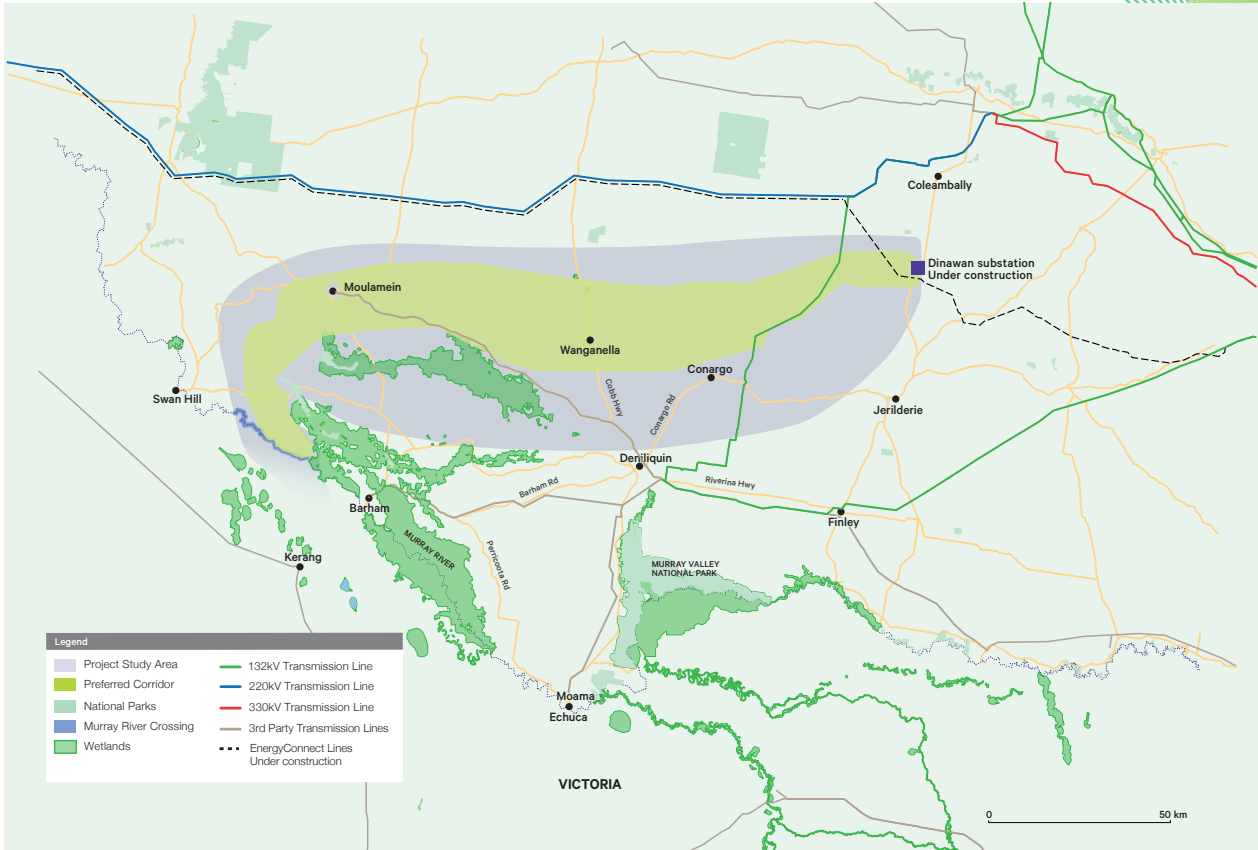 Coleambally
Dinawan substation
Under construction
Moulamein
Wanganella
Conargo
Swan Hill
Cobb Hwy
Conargo Rd
Jerilderie
Deniliquin
Barham Rd
Riverina Hwy
Barham
Finley
MURRAY RIVER
Perricoota Rd
Kerang
MURRAY VALLEY
NATIONAL PARK
Legend
Project Study Area
Preferred Corridor
National Parks
Murray River Crossing
Wetlands
132kV Transmission Line
220kV Transmission Line
330kV Transmission Line
3rd Party Transmission Lines
EnergyConnect Lines
Under construction
Moama
Echuca
VICTORIA
0
50 km